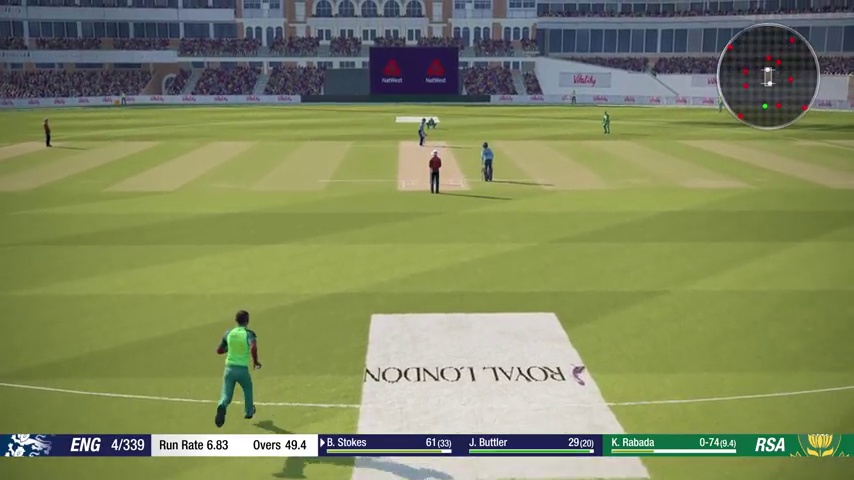 NatWest NatWest
Vitality
ROYAL LONDON
ENG 4/339 Run Rate 6.83 Overs 49.4 B. Stokes 61 (33) J. Buttler 29 (20) K. Rabada 0-74 (9.4) RSA